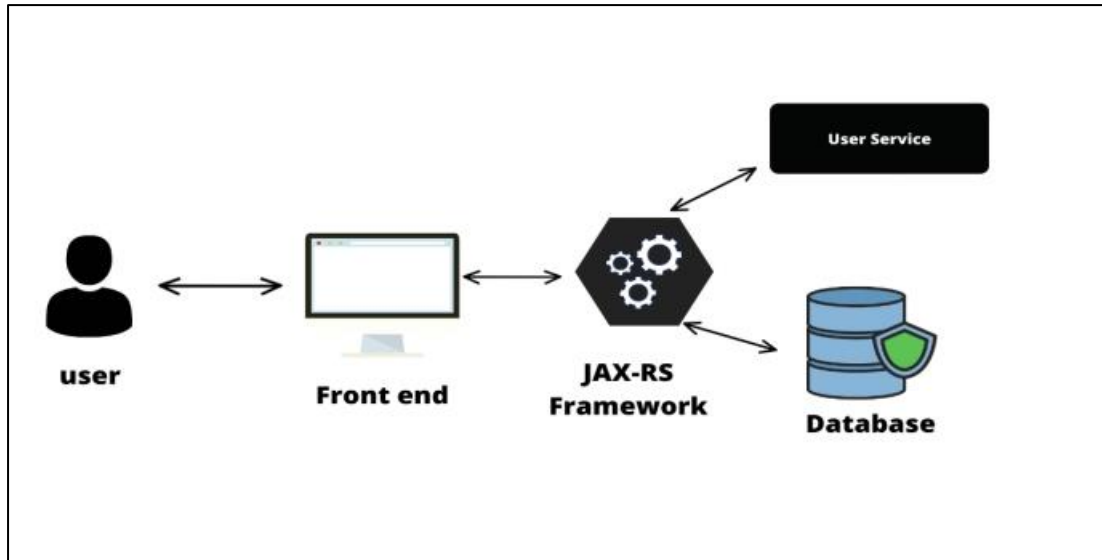 User Service
user
Front end
JAX-RS
Framework
Database